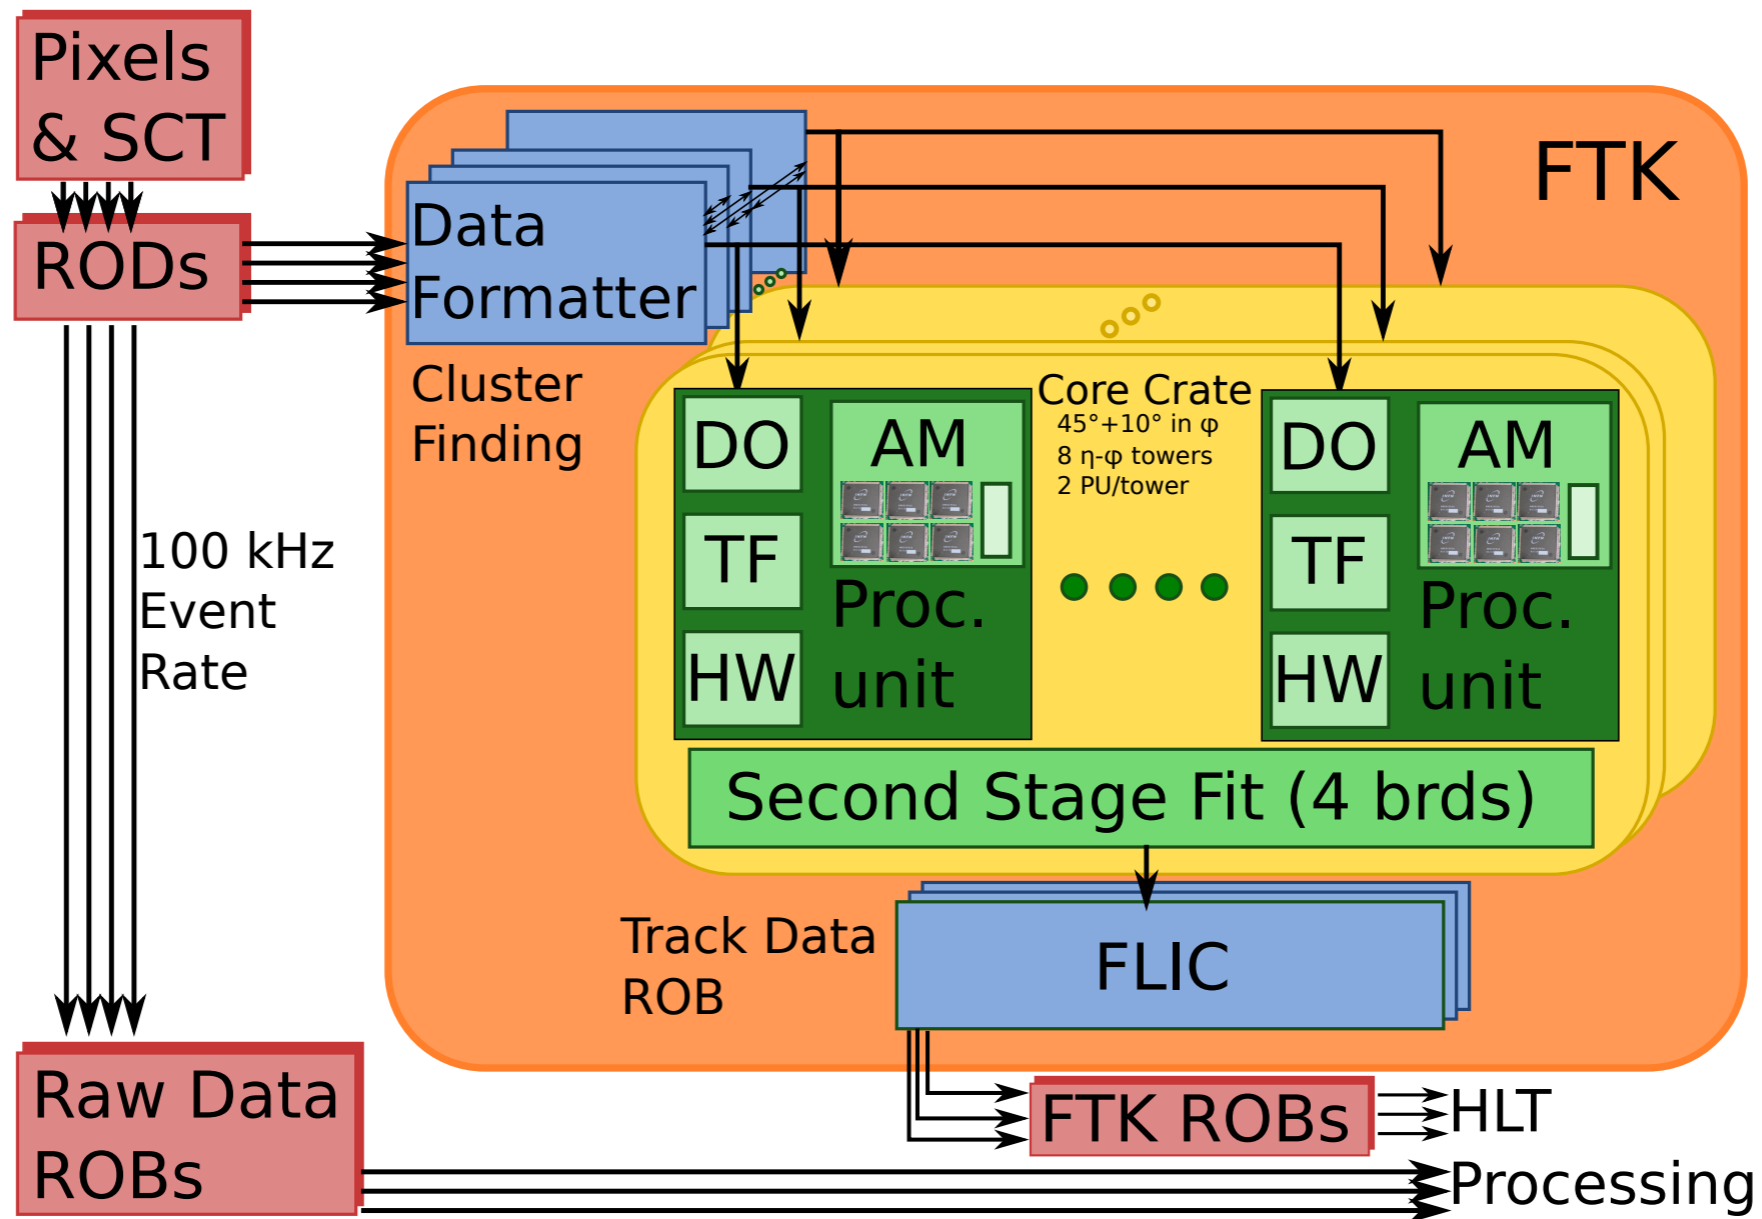 Pixels
& SCT
RODs
100 kHz
Event
Rate
Raw Data
ROBs
FTK
Data
Formatter
Cluster
Finding
Core Crate
45°+10° in φ
8 η-φ towers
2 PU/tower
DO
TF
HW
AM
Proc.
unit
DO
TF
HW
AM
Proc.
unit
Second Stage Fit (4 brds)
Track Data
ROB
FLIC
FTK ROBs
HLT
Processing